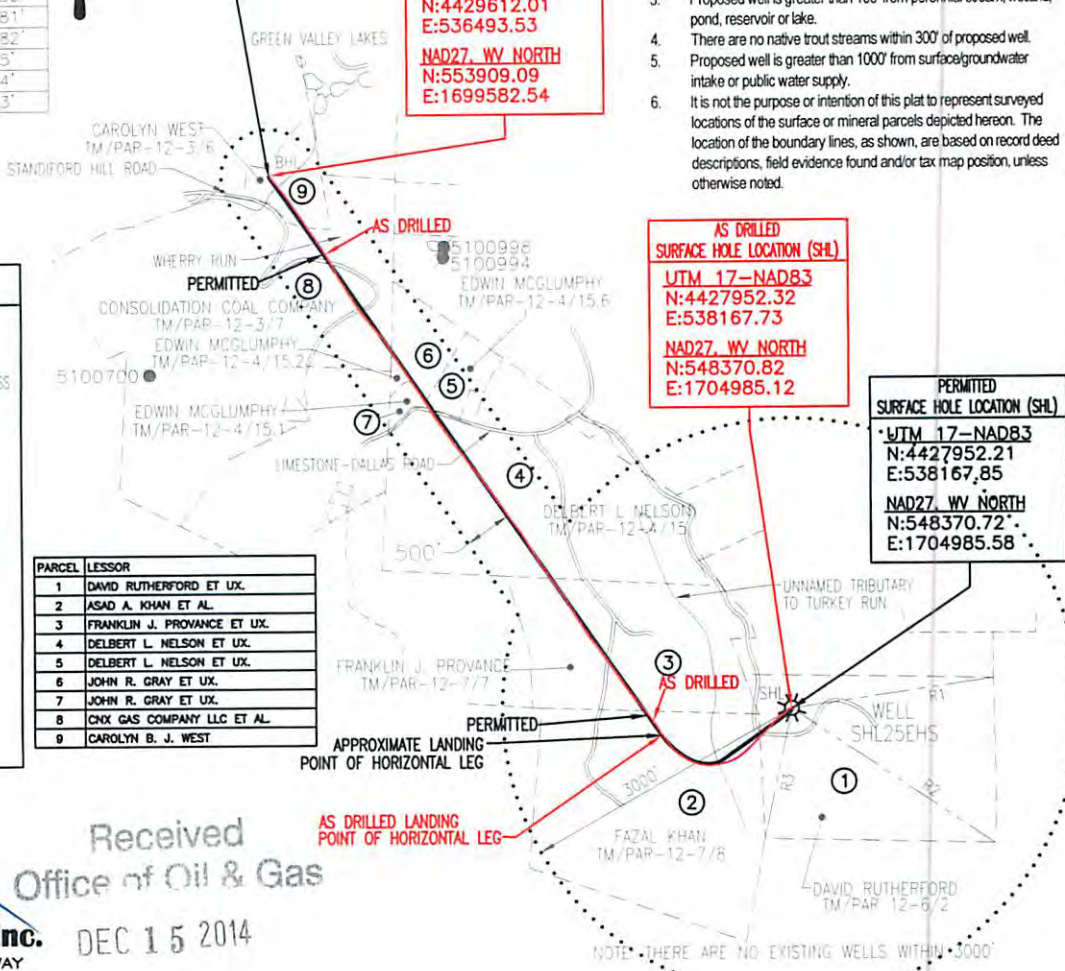 81'
82'
5'
4'
3'
N:4429612.01
E:536493.53
NAD27, WV NORTH
N:553909.09
E:1699582.54
pond, reservoir or lake.
4. There are no native trout streams within 300' of proposed well.
5. Proposed well is greater than 1000' from surface/groundwater
intake or public water supply.
6. It is not the purpose or intention of this plat to represent surveyed
locations of the surface or mineral parcels depicted hereon. The
location of the boundary lines, as shown, are based on record deed
descriptions, field evidence found and/or tax map position, unless
otherwise noted.
GREEN VALLEY LAKES
CAROLYN WEST
TM/PAR-12-3/6
STANDIFORD HILL ROAD
BHL
9
AS DRILLED
WHERRY RUN
PERMITTED
8
5100998
5100994
EDWIN MCGLUMPHY
TM/PAR-12-4/15.6
CONSOLIDATION COAL COMPANY
TM/PAR-12-3/7
EDWIN MCGLUMPHY
TM/PAR-12-4/15.2
6
5
5100700
EDWIN MCGLUMPHY
TM/PAR-12-4/15.1
7
LIMESTONE-DALLAS ROAD
4
DELBERT L NELSON
TM/PAR-12-4/15
500'
AS DRILLED
SURFACE HOLE LOCATION (SHL)
UTM 17-NAD83
N:4427952.32
E:538167.73
NAD27, WV NORTH
N:548370.82
E:1704985.12
PERMITTED
SURFACE HOLE LOCATION (SHL)
UTM 17-NAD83
N:4427952.21
E:538167.85
NAD27, WV NORTH
N:548370.72
E:1704985.58
PARCEL LESSOR
1 DAVID RUTHERFORD ET UX.
2 ASAD A. KHAN ET AL.
3 FRANKLIN J. PROVANCE ET UX.
4 DELBERT L. NELSON ET UX.
5 DELBERT L. NELSON ET UX.
6 JOHN R. GRAY ET UX.
7 JOHN R. GRAY ET UX.
8 CNX GAS COMPANY LLC ET AL.
9 CAROLYN B. J. WEST
UNNAMED TRIBUTARY
TO TURKEY RUN
FRANKLIN J. PROVANCE
TM/PAR-12-7/7
3
AS DRILLED
PERMITTED
APPROXIMATE LANDING
POINT OF HORIZONTAL LEG
SHL
WELL
SHL25EHS
R1
R2
R3
1
3000'
2
AS DRILLED LANDING
POINT OF HORIZONTAL LEG
FAZAL KHAN
TM/PAR-12-7/8
DAVID RUTHERFORD
TM/PAR 12-6/2
NOTE: THERE ARE NO EXISTING WELLS WITHIN 3000'
Received
Office of Oil & Gas
DEC 15 2014
nc.
WAY